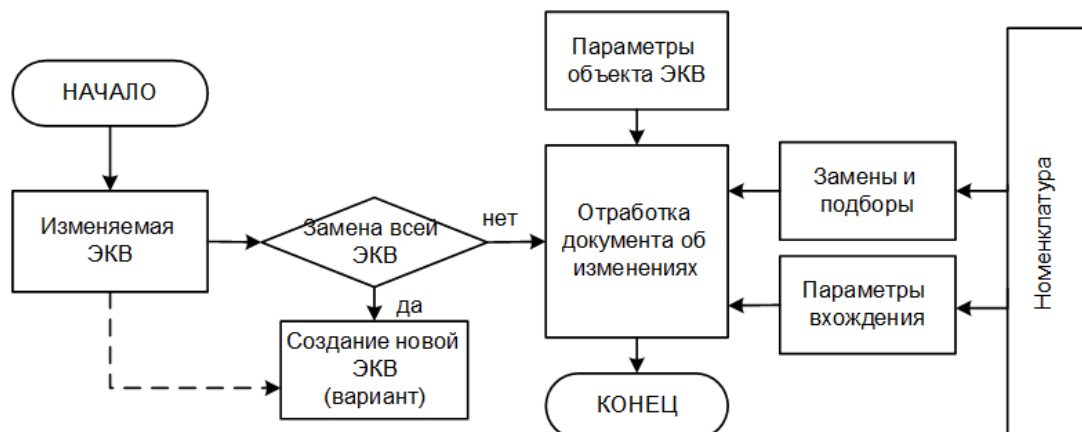 НАЧАЛО
Изменяемая
ЭКВ
Замена всей
ЭКВ
нет
да
Создание новой
ЭКВ
(вариант)
Параметры
объекта ЭКВ
Отработка
документа об
изменениях
КОНЕЦ
Замены и
подборы
Параметры
вхождения
Номенклатура